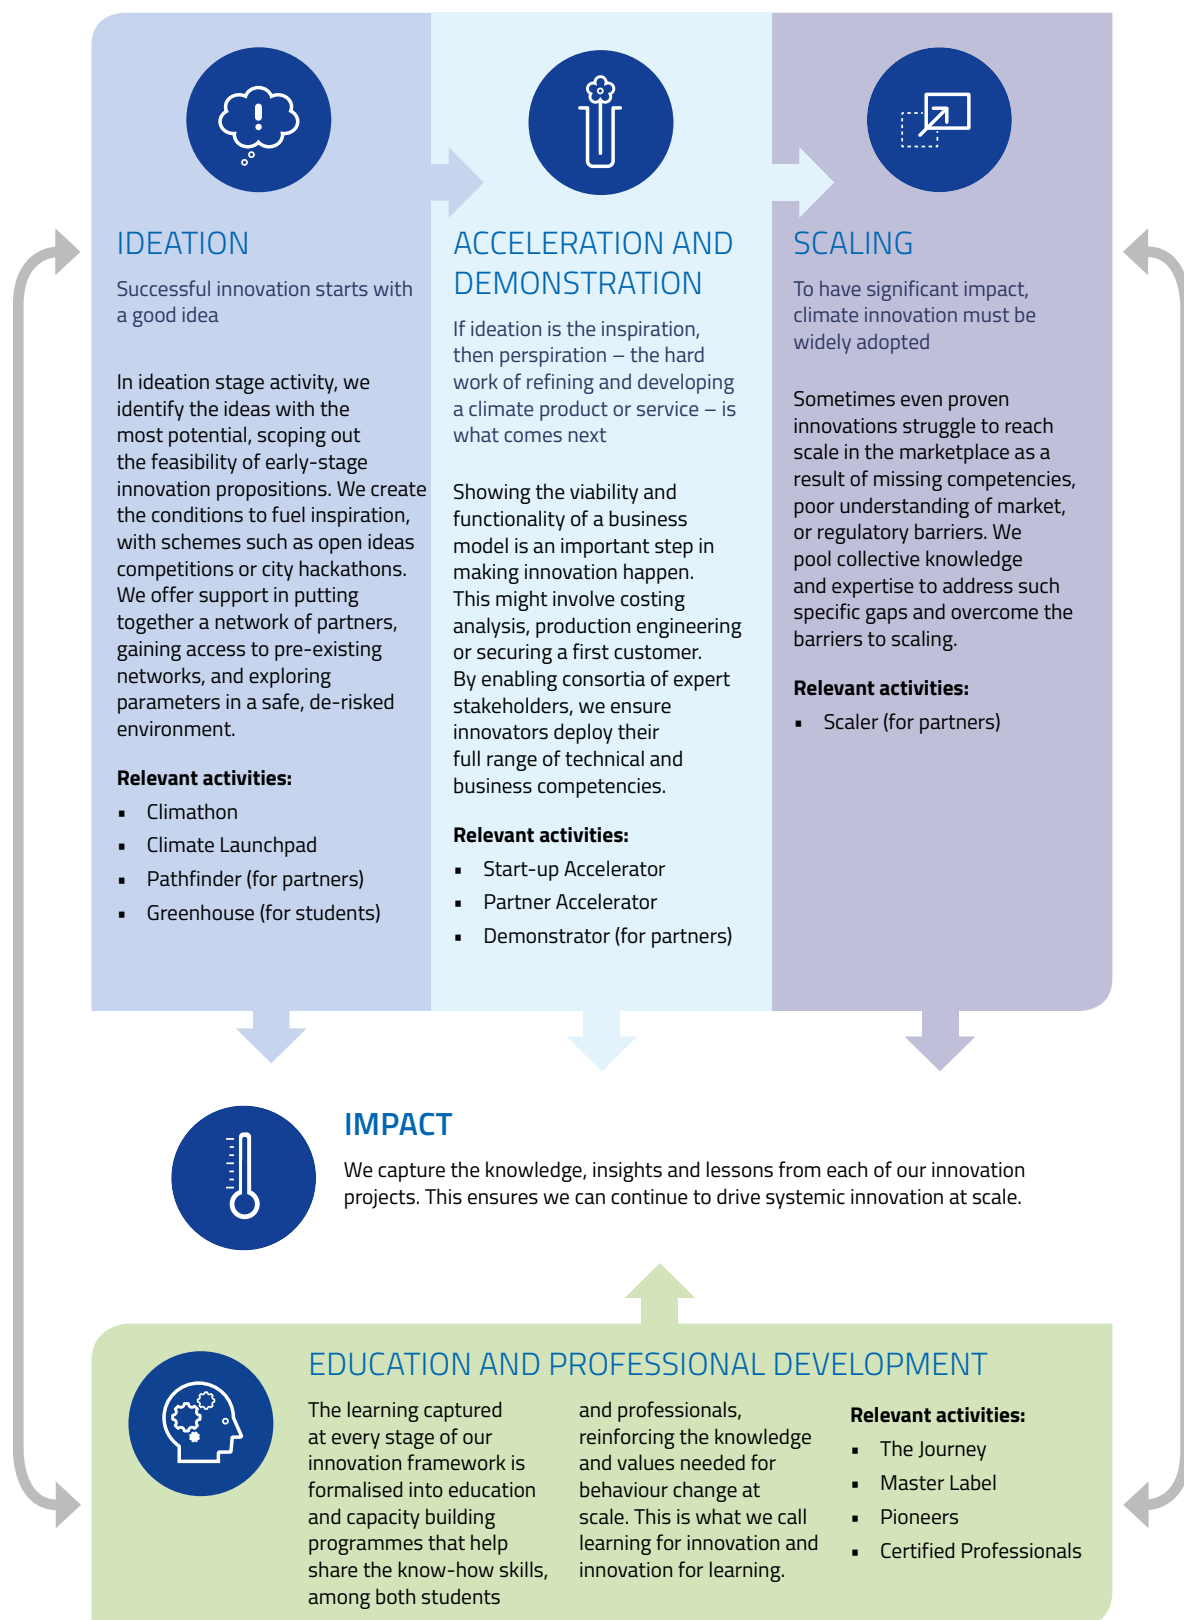 IDEATION
Successful innovation starts with
a good idea
In ideation stage activity, we
identify the ideas with the
most potential, scoping out
the feasibility of early-stage
innovation propositions. We create
the conditions to fuel inspiration,
with schemes such as open ideas
competitions or city hackathons.
We offer support in putting
together a network of partners,
gaining access to pre-existing
networks, and exploring
parameters in a safe, de-risked
environment.
Relevant activities:
▪ Climathon
▪ Climate Launchpad
▪ Pathfinder (for partners)
▪ Greenhouse (for students)
ACCELERATION AND
DEMONSTRATION
If ideation is the inspiration,
then perspiration – the hard
work of refining and developing
a climate product or service – is
what comes next
Showing the viability and
functionality of a business
model is an important step in
making innovation happen.
This might involve costing
analysis, production engineering
or securing a first customer.
By enabling consortia of expert
stakeholders, we ensure
innovators deploy their
full range of technical and
business competencies.
Relevant activities:
▪ Start-up Accelerator
▪ Partner Accelerator
▪ Demonstrator (for partners)
SCALING
To have significant impact,
climate innovation must be
widely adopted
Sometimes even proven
innovations struggle to reach
scale in the marketplace as a
result of missing competencies,
poor understanding of market,
or regulatory barriers. We
pool collective knowledge
and expertise to address such
specific gaps and overcome the
barriers to scaling.
Relevant activities:
▪ Scaler (for partners)
IMPACT
We capture the knowledge, insights and lessons from each of our innovation
projects. This ensures we can continue to drive systemic innovation at scale.
EDUCATION AND PROFESSIONAL DEVELOPMENT
The learning captured
at every stage of our
innovation framework is
formalised into education
and capacity building
programmes that help
share the know-how skills,
among both students
and professionals,
reinforcing the knowledge
and values needed for
behaviour change at
scale. This is what we call
learning for innovation and
innovation for learning.
Relevant activities:
▪ The Journey
▪ Master Label
▪ Pioneers
▪ Certified Professionals